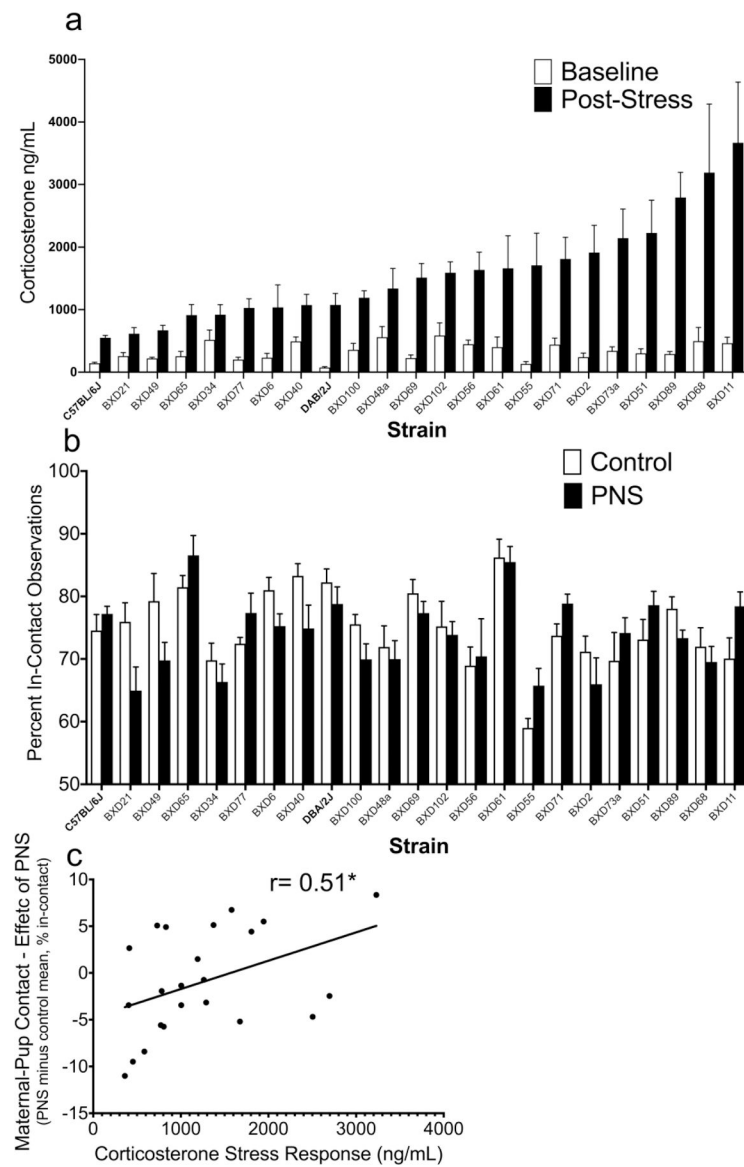 a
5000
4000
3000
2000
1000
0
Corticosterone ng/mL
Baseline
Post-Stress
C57BL/6J BXD21 BXD49 BXD65 BXD34 BXD77 BXD6 BXD40 DAB/2J BXD100 BXD48a BXD69 BXD102 BXD56 BXD61 BXD55 BXD71 BXD2 BXD73a BXD51 BXD89 BXD68 BXD11
Strain
b
Control
PNS
100
90
80
70
60
50
Percent In-Contact Observations
C57BL/6J BXD21 BXD49 BXD65 BXD34 BXD77 BXD6 BXD40 DBA/2J BXD100 BXD48a BXD69 BXD102 BXD56 BXD61 BXD55 BXD71 BXD2 BXD73a BXD51 BXD89 BXD68 BXD11
Strain
c
r= 0.51*
Maternal-Pup Contact - Effetc of PNS
(PNS minus control mean, % in-contact)
10
5
0
-5
-10
-15
0 1000 2000 3000 4000
Corticosterone Stress Response (ng/mL)